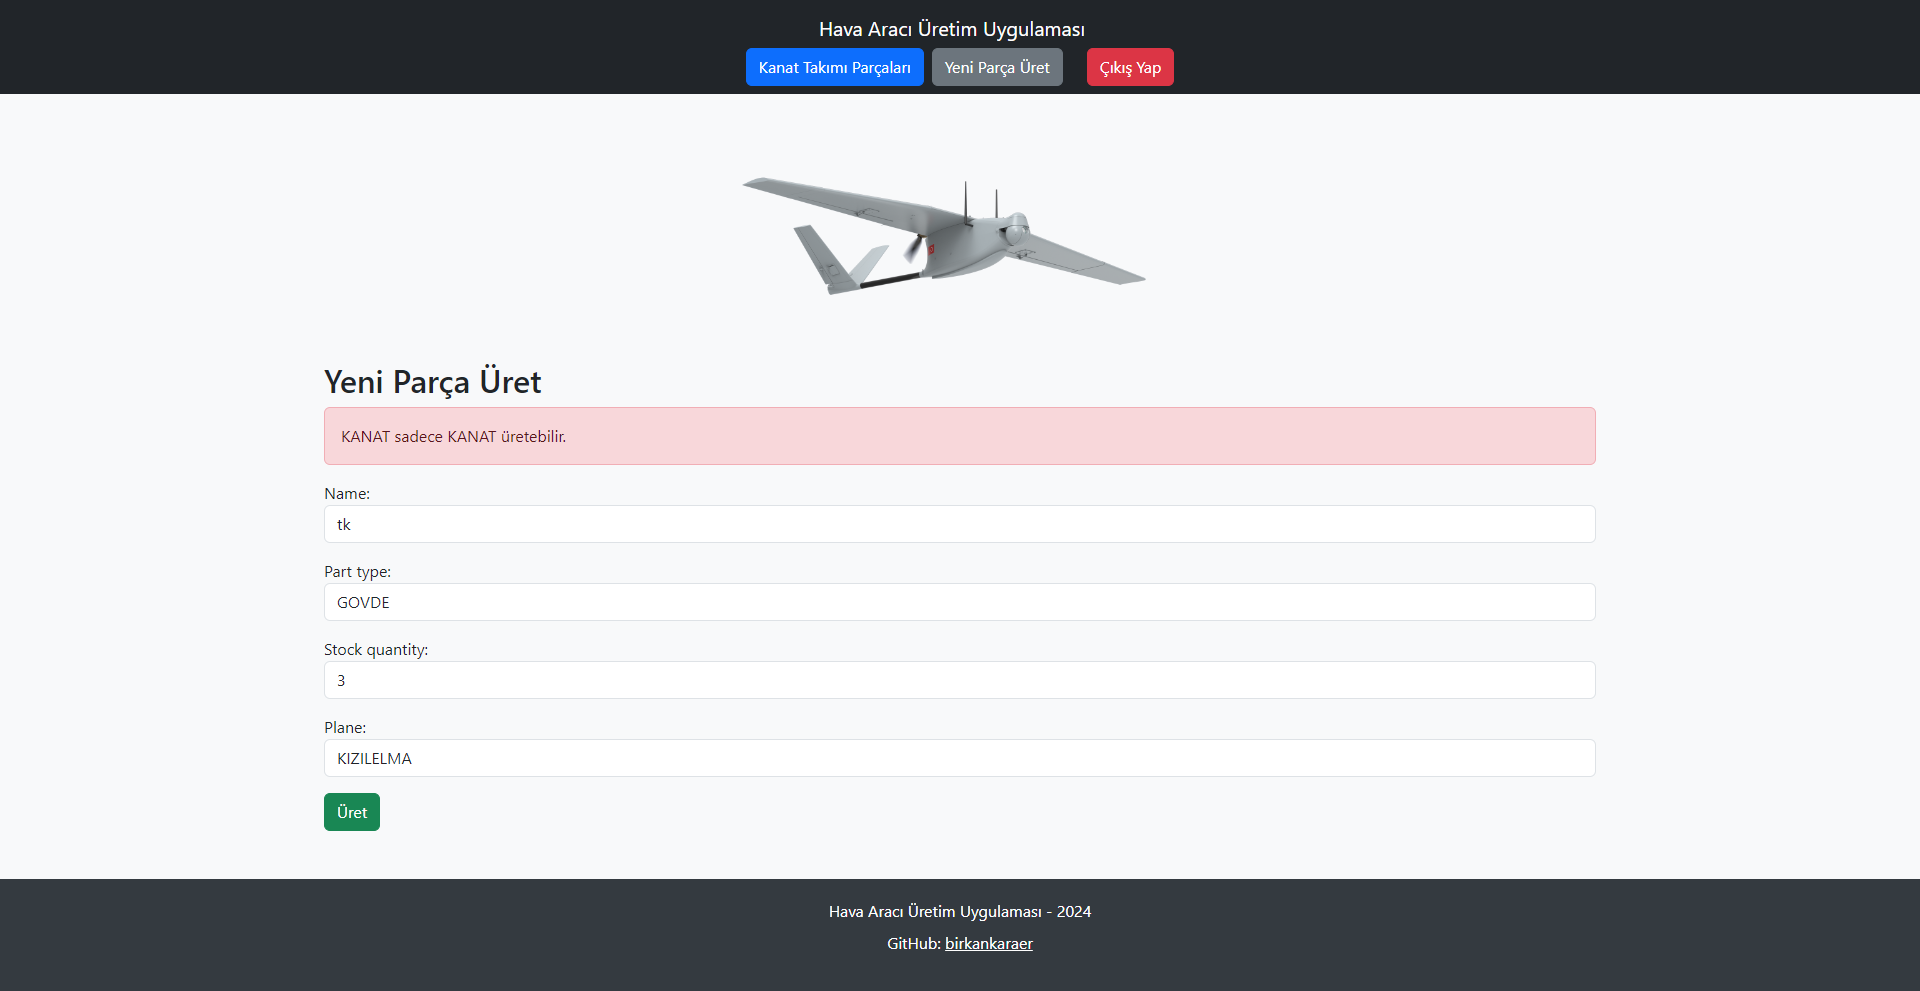 Hava Aracı Üretim Uygulaması
Kanat Takımı Parçaları Yeni Parça Üret Çıkış Yap
Yeni Parça Üret
KANAT sadece KANAT üretebilir.
Name:
tk
Part type:
GOVDE
Stock quantity:
3
Plane:
KIZILELMA
Üret
Hava Aracı Üretim Uygulaması - 2024
GitHub: birkankaraer